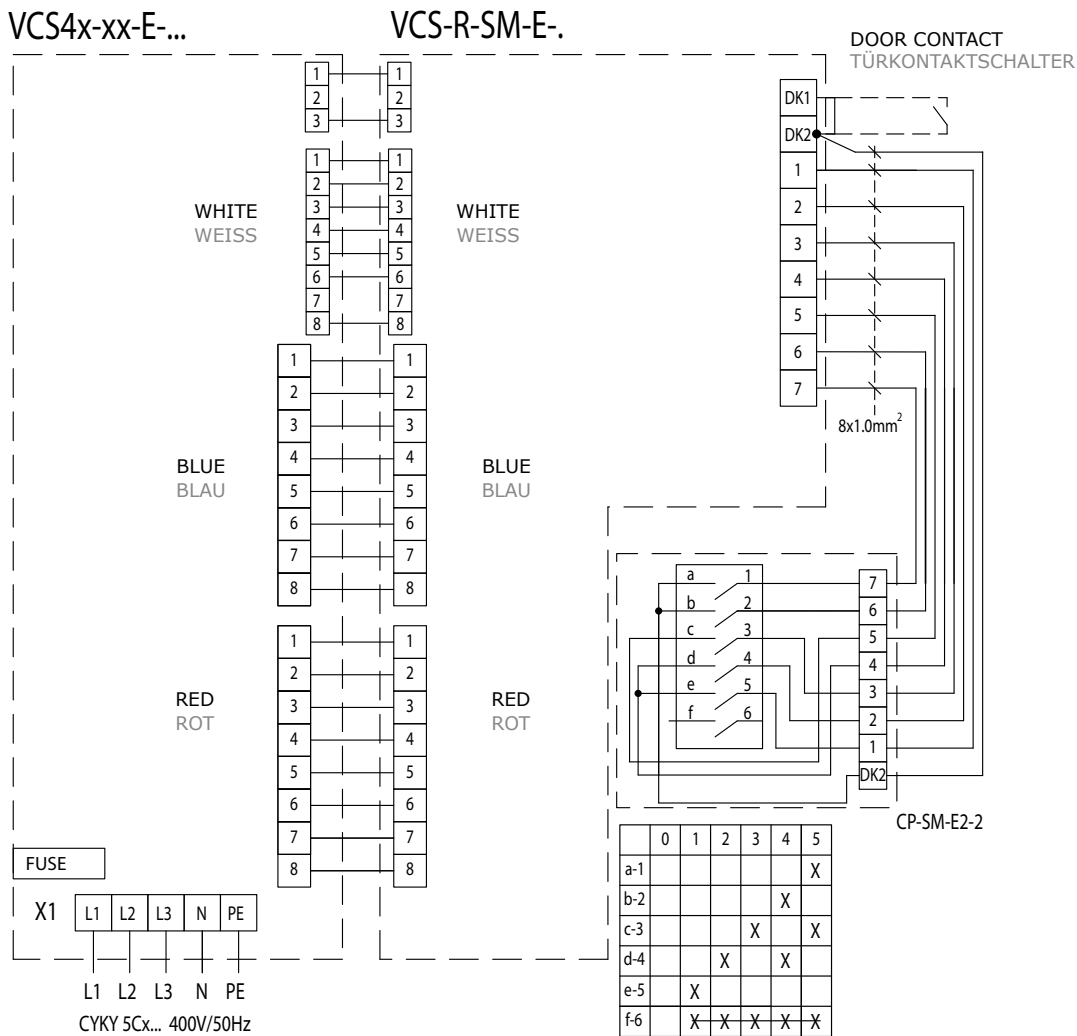 VCS4x-xx-E-...
VCS-R-SM-E-.
DOOR CONTACT
TÜRKONTAKTSCHALTER
1
2
3
1
2
3
WHITE
WEISS
1
2
3
4
5
6
7
8
WHITE
WEISS
1
2
3
4
5
6
7
8
DK1
DK2
1
2
3
4
5
6
7
8x1.0mm²
BLUE
BLAU
1
2
3
4
5
6
7
8
BLUE
BLAU
1
2
3
4
5
6
7
8
RED
ROT
1
2
3
4
5
6
7
8
RED
ROT
1
2
3
4
5
6
7
8
a 1
b 2
c 3
d 4
e 5
f 6
7
6
5
4
3
2
1
DK2
CP-SM-E2-2
FUSE
X1 L1 L2 L3 N PE
L1 L2 L3 N PE
CYKY 5Cx... 400V/50Hz
0 1 2 3 4 5
a-1 X
b-2 X
c-3 X X
d-4 X X
e-5 X
f-6 X X X X X